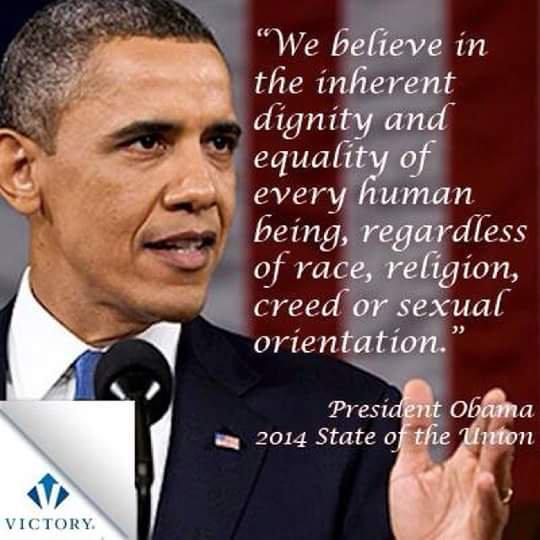 “We believe in
the inherent
dignity and
equality of
every human
being, regardless
of race, religion,
creed or sexual
orientation.”
President Obama
2014 State of the Union
VICTORY®